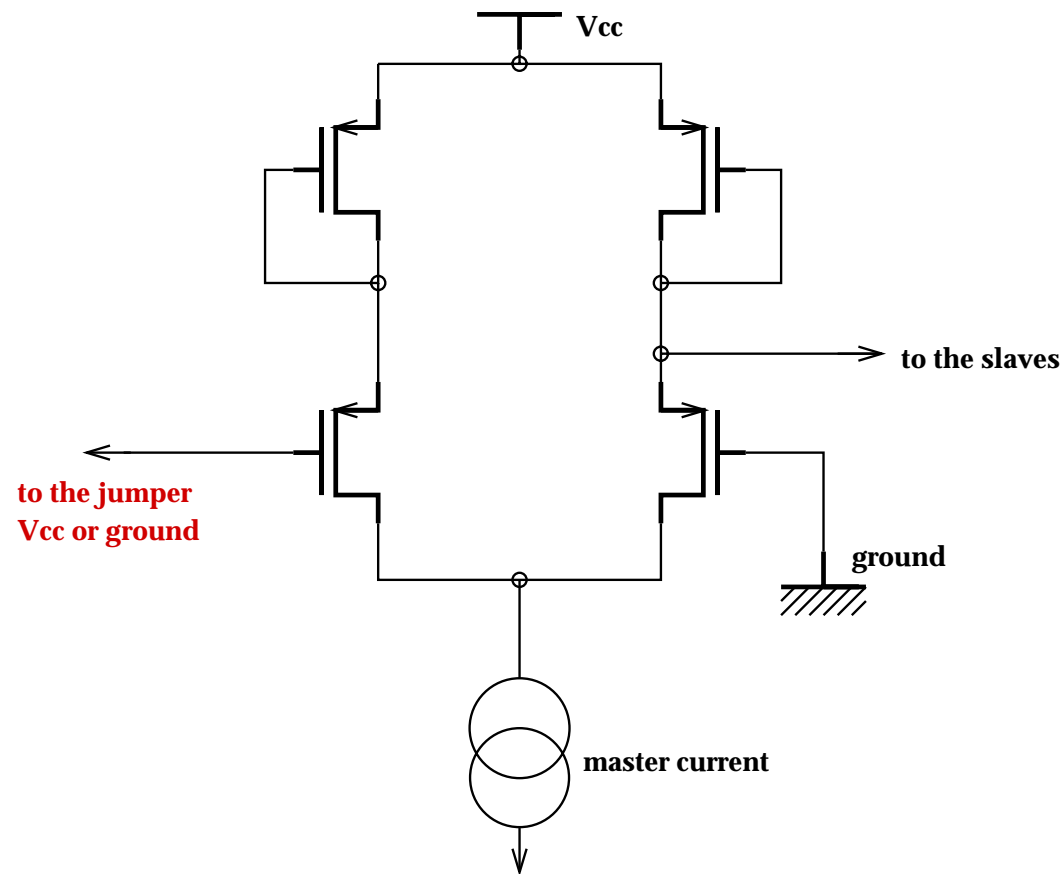 Vcc
to the slaves
to the jumper
Vcc or ground
ground
master current